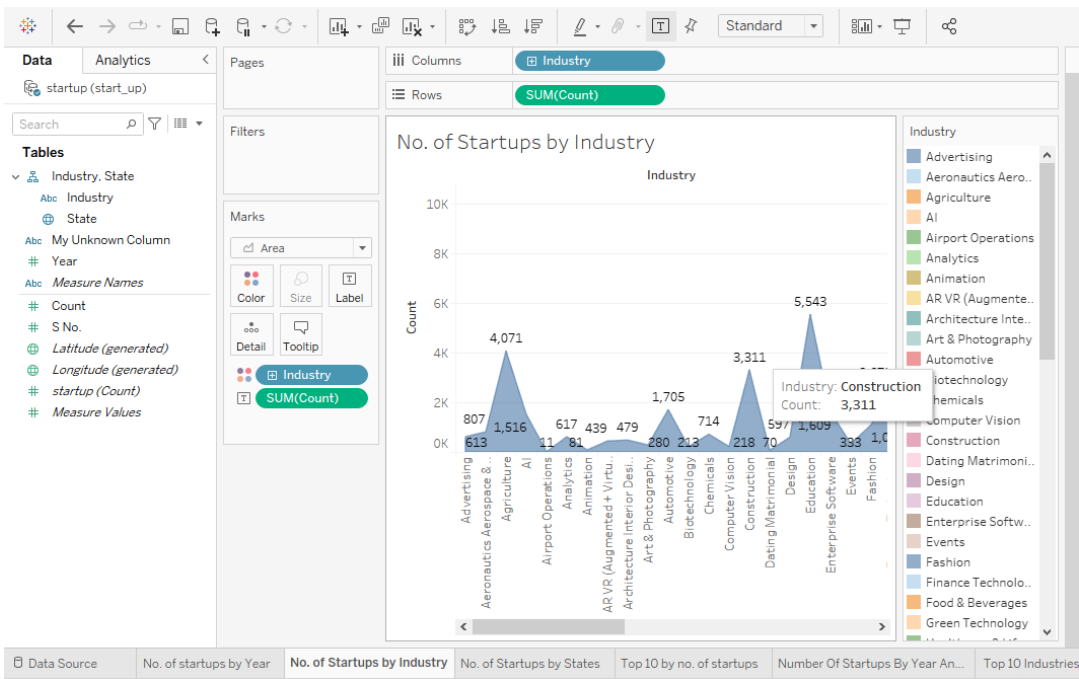 Standard
Data
Analytics
startup (start_up)
Search
Tables
Industry, State
Abc Industry
State
Abc My Unknown Column
# Year
Abc Measure Names
# Count
# S No.
Latitude (generated)
Longitude (generated)
# startup (Count)
# Measure Values
Pages
Filters
Marks
Area
Color
Size
Label
Detail
Tooltip
Industry
SUM(Count)
Columns
Industry
Rows
SUM(Count)
No. of Startups by Industry
Industry
Count
10K
8K
6K
4K
2K
0K
807
613
4,071
1,516
11
617
81
439
479
280
1,705
213
714
218
3,311
70
597
5,543
1,609
333
Industry: Construction
Count: 3,311
Advertising
Aeronautics Aerospace & ..
Agriculture
AI
Airport Operations
Analytics
Animation
AR VR (Augmented + Virtu..
Architecture Interior Desi..
Art & Photography
Automotive
Biotechnology
Chemicals
Computer Vision
Construction
Dating Matrimonial
Design
Education
Enterprise Software
Events
Fashion
Industry
Advertising
Aeronautics Aero..
Agriculture
AI
Airport Operations
Analytics
Animation
AR VR (Augmente..
Architecture Inte..
Art & Photography
Automotive
iotechnology
hemicals
omputer Vision
Construction
Dating Matrimoni..
Design
Education
Enterprise Softw..
Events
Fashion
Finance Technolo..
Food & Beverages
Green Technology
Data Source
No. of startups by Year
No. of Startups by Industry
No. of Startups by States
Top 10 by no. of startups
Number Of Startups By Year An...
Top 10 Industries